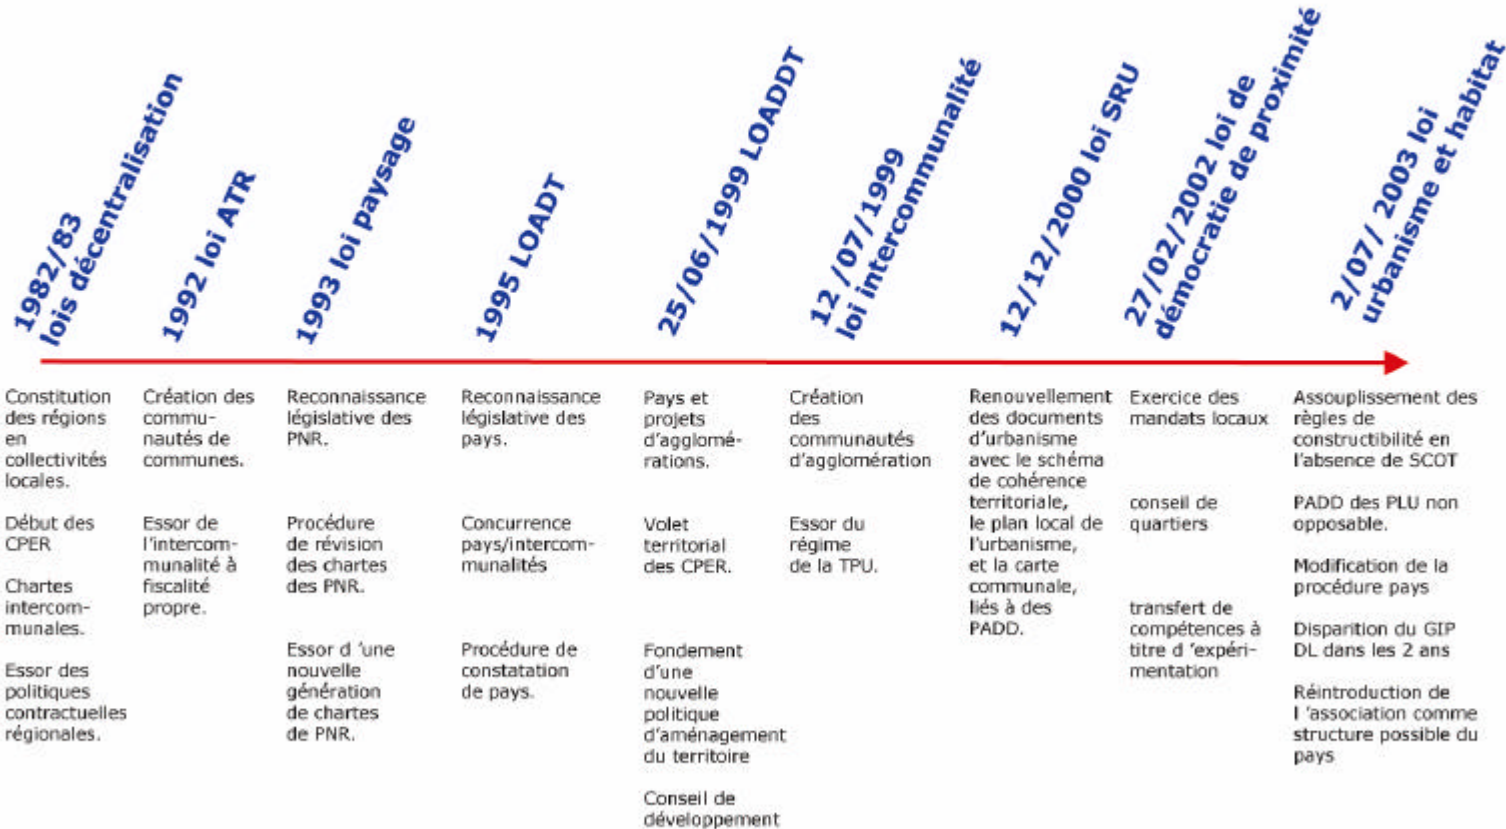 1982/83
lois décentralisation
1992 loi ATR
1993 loi paysage
1995 LOADT
25/06/1999 LOADDT
12 /07/1999
loi intercommunalité
12/12/2000 loi SRU
27/02/2002 loi de
démocratie de proximité
2/07/ 2003 loi
urbanisme et habitat
Constitution
des régions
en
collectivités
locales.
Début des
CPER
Chartes
intercom-
munales.
Essor des
politiques
contractuelles
régionales.
Création des
commu-
nautés de
communes.
Essor de
l'intercom-
munalité à
fiscalité
propre.
Reconnaissance
législative des
PNR.
Procédure
de révision
des chartes
des PNR.
Essor d 'une
nouvelle
génération
de chartes
de PNR.
Reconnaissance
législative des
pays.
Concurrence
pays/intercom-
munalités
Procédure de
constatation
de pays.
Pays et
projets
d'agglomé-
rations.
Volet
territorial
des CPER.
Fondement
d'une
nouvelle
politique
d'aménagement
du territoire
Conseil de
développement
Création
des
communautés
d'agglomération
Essor du
régime
de la TPU.
Renouvellement
des documents
d'urbanisme
avec le schéma
de cohérence
territoriale,
le plan local de
l'urbanisme,
et la carte
communale,
liés à des
PADD.
Exercice des
mandats locaux
conseil de
quartiers
transfert de
compétences à
titre d 'expéri-
mentation
Assouplissement des
règles de
constructibilité en
l'absence de SCOT
PADD des PLU non
opposable.
Modification de la
procédure pays
Disparition du GIP
DL dans les 2 ans
Réintroduction de
l 'association comme
structure possible du
pays